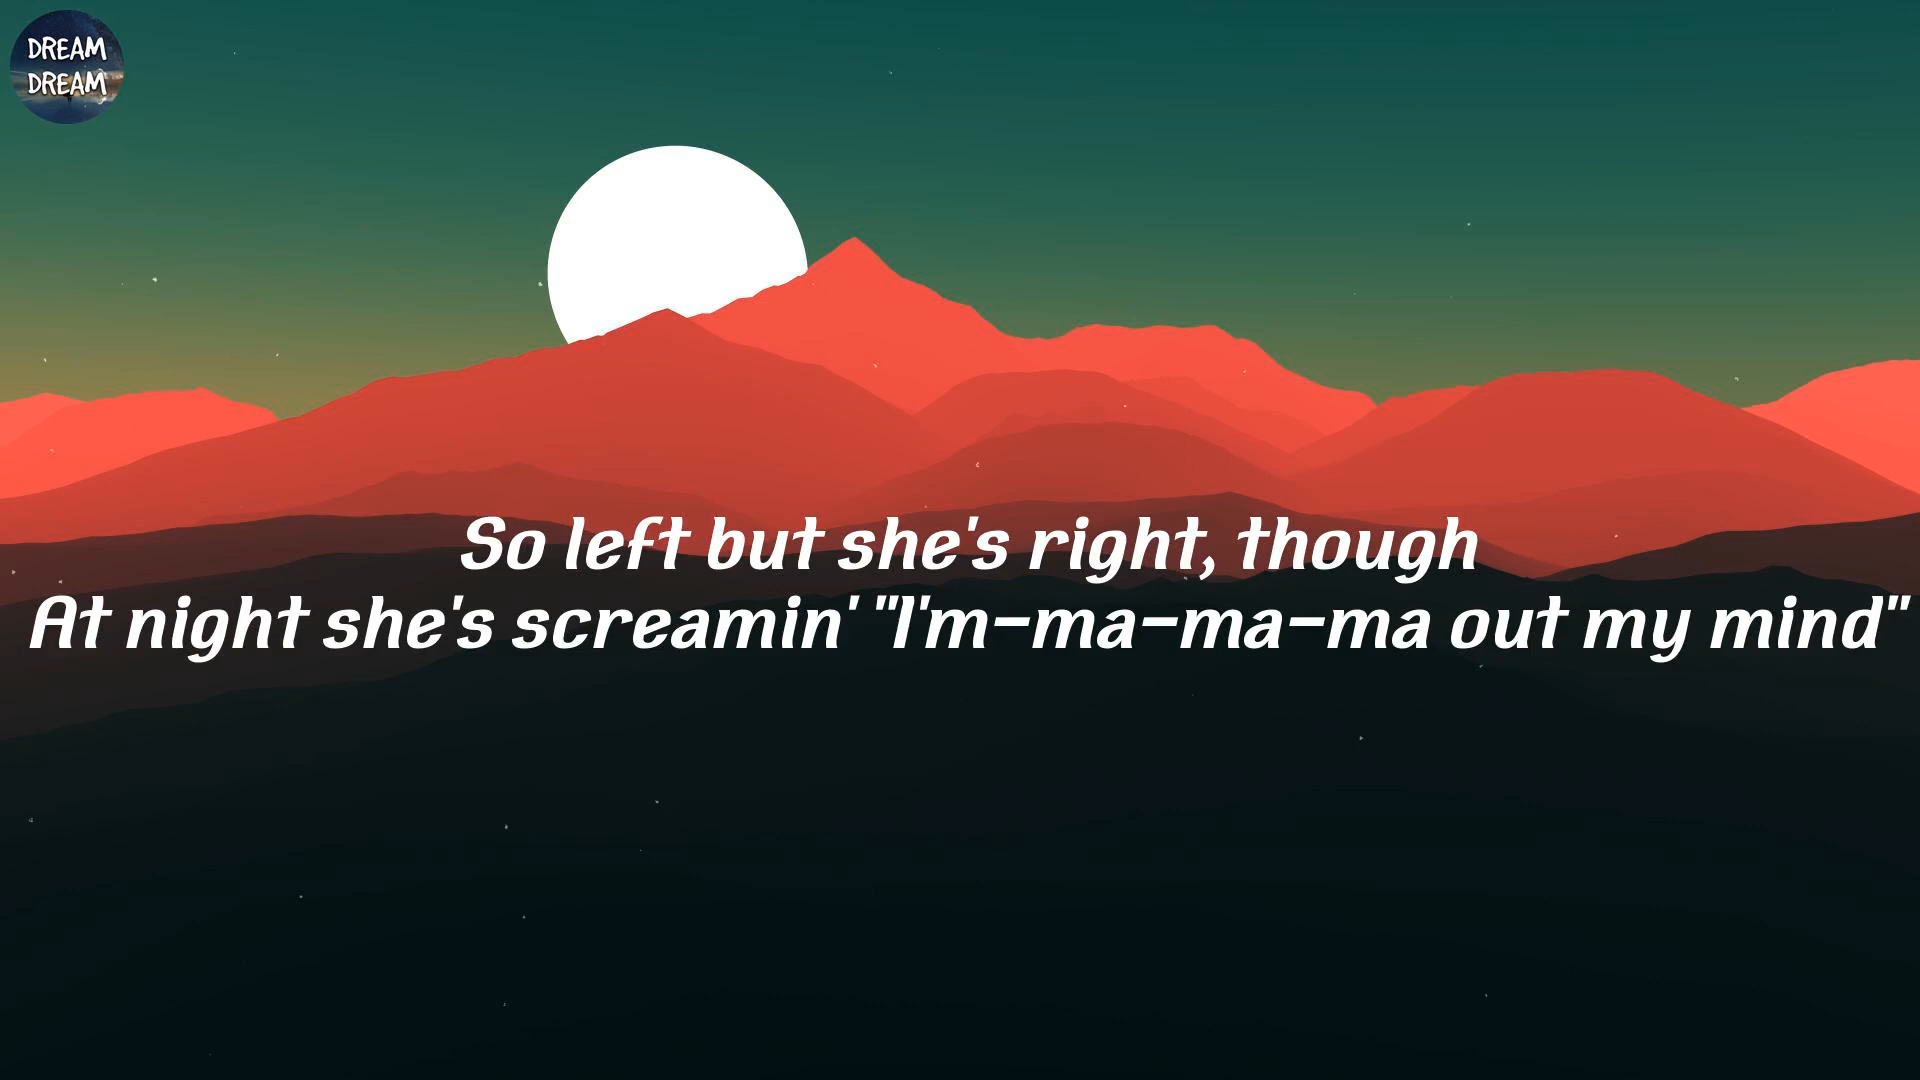 DREAM
DREAM
So left but she's right, though
At night she's screamin' "I'm-ma-ma-ma out my mind"